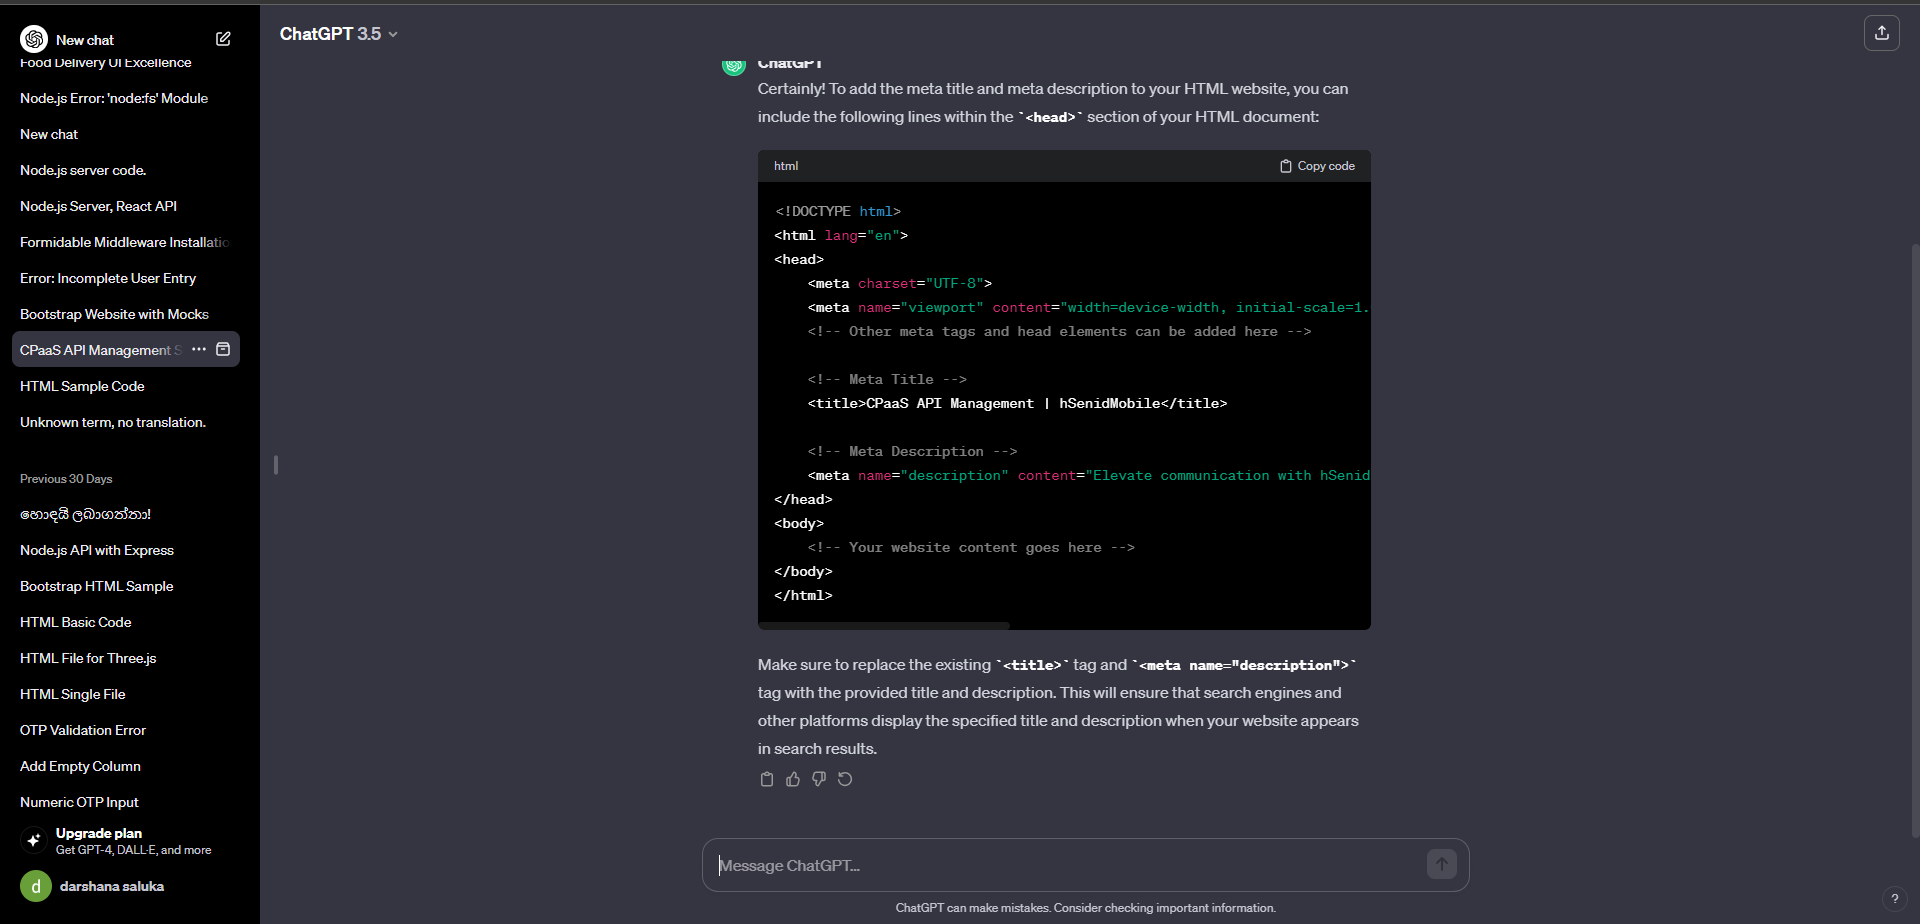 New chat
Food Delivery UI Excellence
Node.js Error: 'node:fs' Module
New chat
Node.js server code.
Node.js Server, React API
Formidable Middleware Installatio
Error: Incomplete User Entry
Bootstrap Website with Mocks
CPaaS API Management S
HTML Sample Code
Unknown term, no translation.
Previous 30 Days
හොඳයි ලබාගත්තා!
Node.js API with Express
Bootstrap HTML Sample
HTML Basic Code
HTML File for Three.js
HTML Single File
OTP Validation Error
Add Empty Column
Numeric OTP Input
Upgrade plan
Get GPT-4, DALL·E, and more
d
darshana saluka
ChatGPT 3.5
ChatGPT
Certainly! To add the meta title and meta description to your HTML website, you can
include the following lines within the `<head>` section of your HTML document:
html
Copy code
<!DOCTYPE html>
<html lang="en">
<head>
    <meta charset="UTF-8">
    <meta name="viewport" content="width=device-width, initial-scale=1.
    <!-- Other meta tags and head elements can be added here -->
    <!-- Meta Title -->
    <title>CPaaS API Management | hSenidMobile</title>
    <!-- Meta Description -->
    <meta name="description" content="Elevate communication with hSenid
</head>
<body>
    <!-- Your website content goes here -->
</body>
</html>
Make sure to replace the existing `<title>` tag and `<meta name="description">`
tag with the provided title and description. This will ensure that search engines and
other platforms display the specified title and description when your website appears
in search results.
Message ChatGPT...
ChatGPT can make mistakes. Consider checking important information.
?